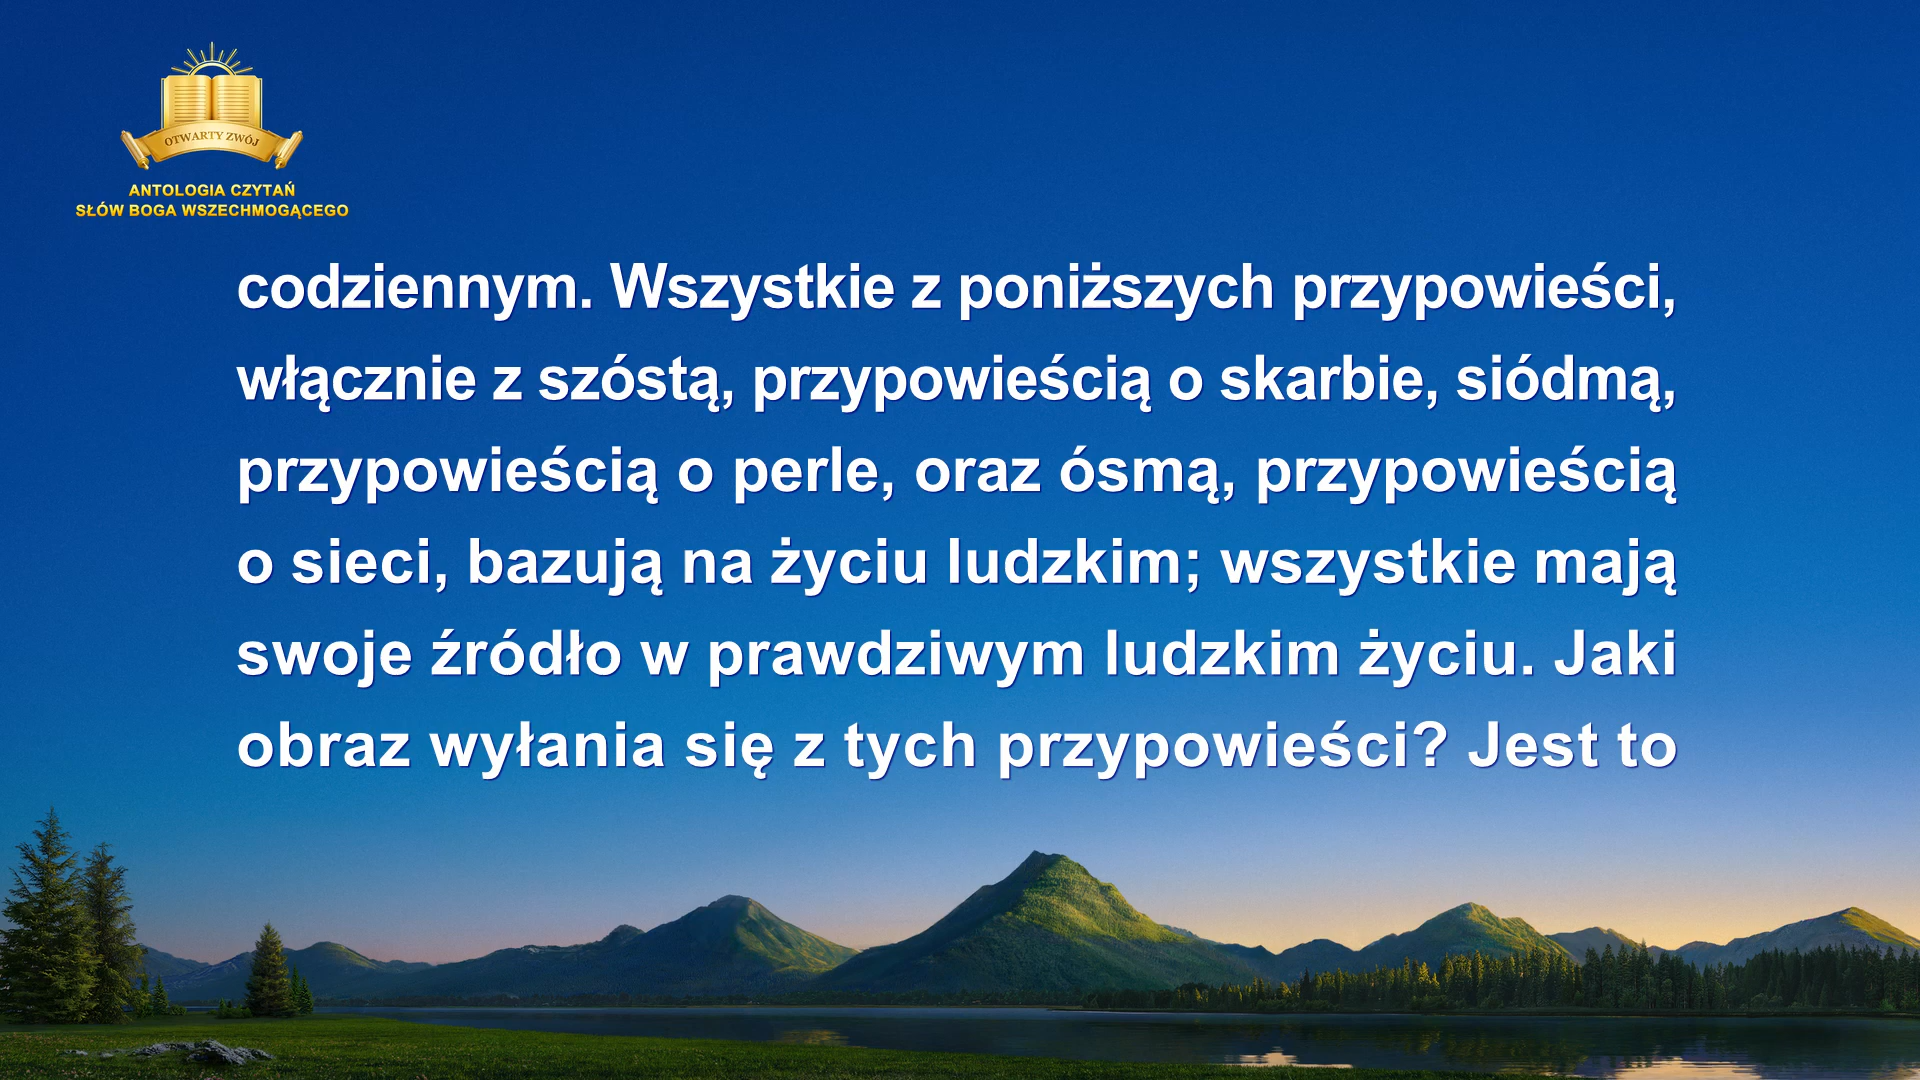 OTWARTY ZWÓJ
ANTOLOGIA CZYTAŃ
SŁÓW BOGA WSZECHMOGĄCEGO
codziennym. Wszystkie z poniższych przypowieści,
włącznie z szóstą, przypowieścią o skarbie, siódmą,
przypowieścią o perle, oraz ósmą, przypowieścią
o sieci, bazują na życiu ludzkim; wszystkie mają
swoje źródło w prawdziwym ludzkim życiu. Jaki
obraz wyłania się z tych przypowieści? Jest to